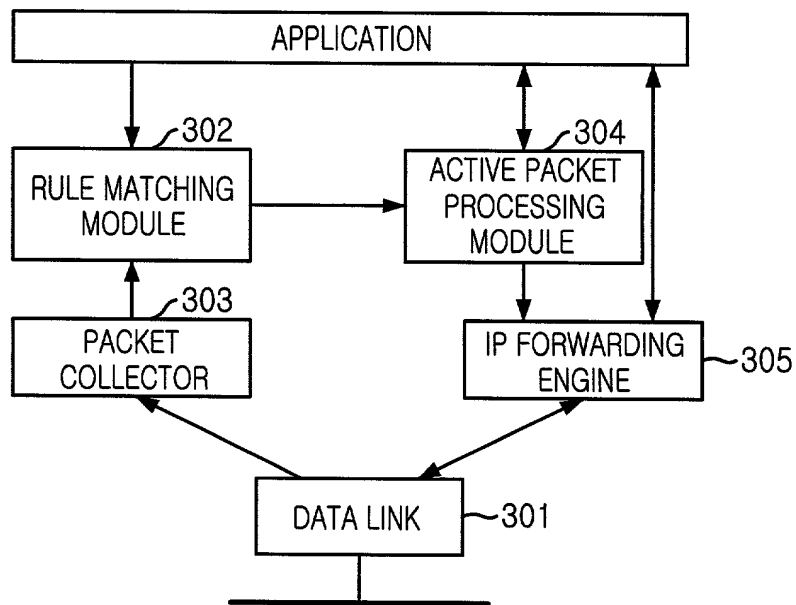 APPLICATION
302
304
RULE MATCHING
MODULE
ACTIVE PACKET
PROCESSING
MODULE
303
PACKET
COLLECTOR
IP FORWARDING
ENGINE
305
DATA LINK
301